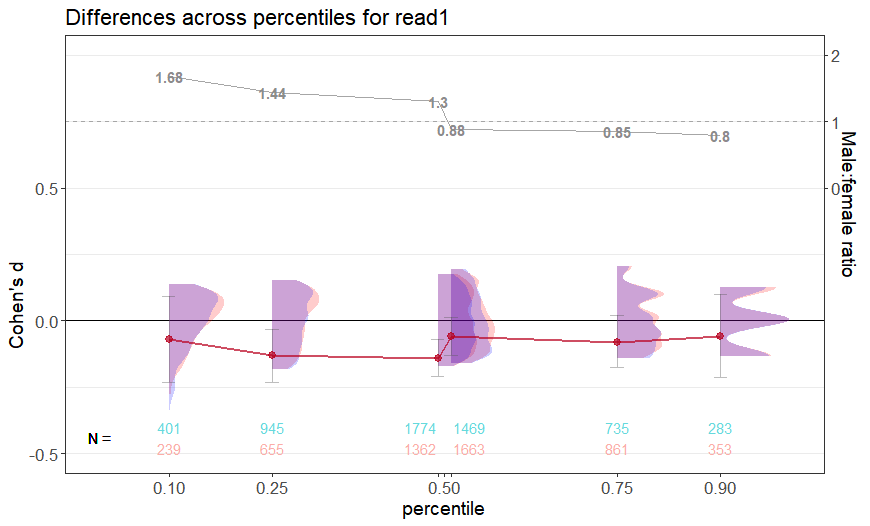 Differences across percentiles for read1
2
1.68
1.44
1.3
1
0.88
0.85
0.8
0.5
0
Male:female ratio
Cohen's d
0.0
401 945 1774 1469 735 283
N =
239 655 1362 1663 861 353
-0.5
0.10 0.25 0.50 0.75 0.90
percentile